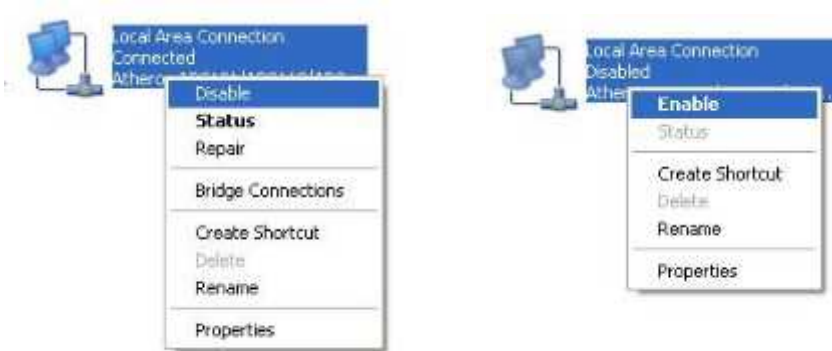 Local Area Connection
Connected
Disable
Status
Repair
Bridge Connections
Create Shortcut
Delete
Rename
Properties
Local Area Connection
Disabled
Enable
Status
Create Shortcut
Delete
Rename
Properties